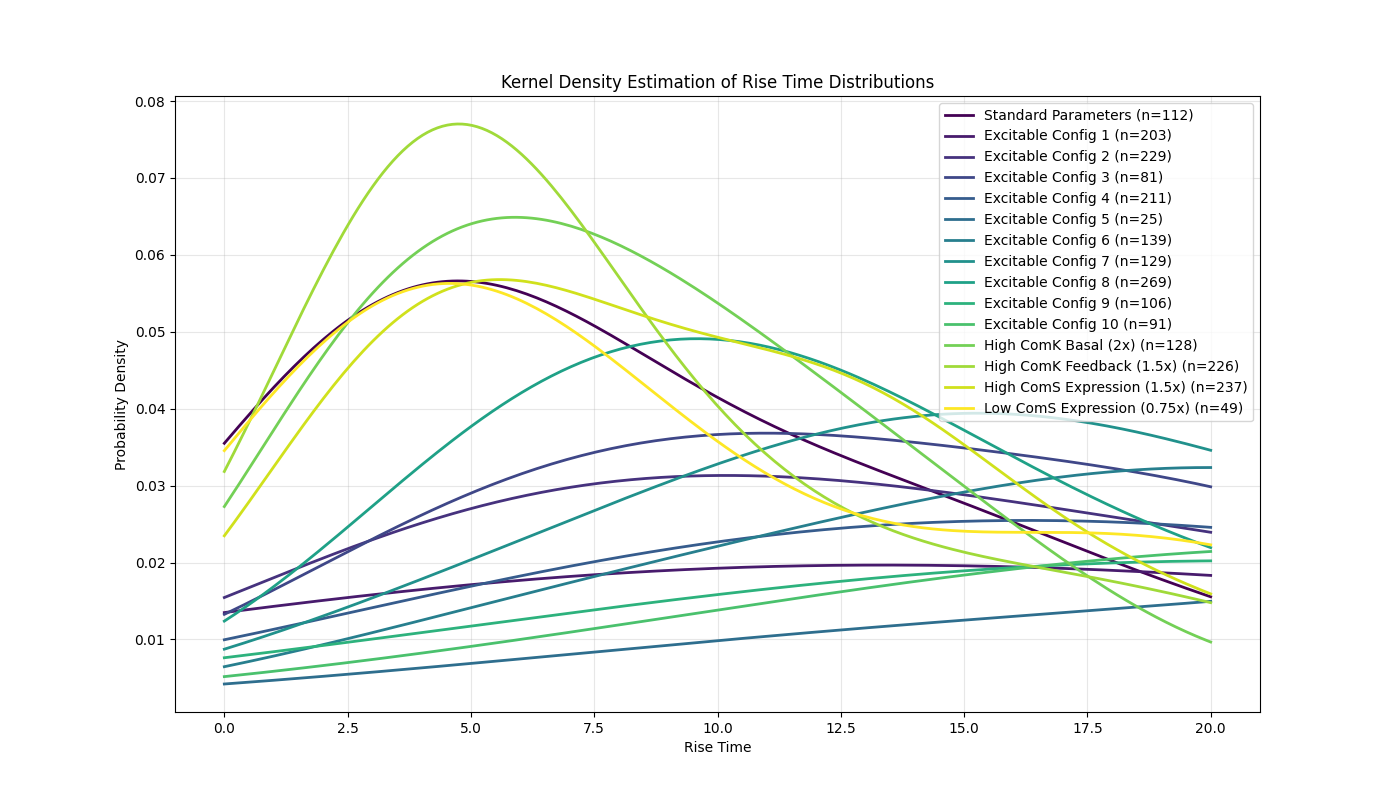 Kernel Density Estimation of Rise Time Distributions
Probability Density
0.08
0.07
0.06
0.05
0.04
0.03
0.02
0.01
Standard Parameters (n=112)
Excitable Config 1 (n=203)
Excitable Config 2 (n=229)
Excitable Config 3 (n=81)
Excitable Config 4 (n=211)
Excitable Config 5 (n=25)
Excitable Config 6 (n=139)
Excitable Config 7 (n=129)
Excitable Config 8 (n=269)
Excitable Config 9 (n=106)
Excitable Config 10 (n=91)
High ComK Basal (2x) (n=128)
High ComK Feedback (1.5x) (n=226)
High ComS Expression (1.5x) (n=237)
Low ComS Expression (0.75x) (n=49)
0.0 2.5 5.0 7.5 10.0 12.5 15.0 17.5 20.0
Rise Time